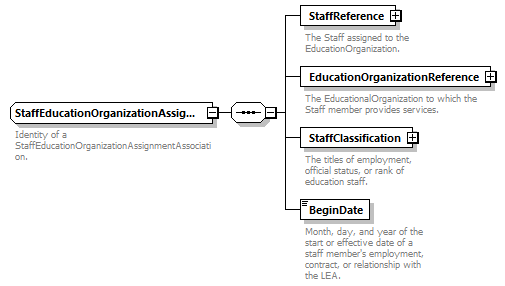 StaffReference
The Staff assigned to the
EducationOrganization.
EducationOrganizationReference
The EducationalOrganization to which the
Staff member provides services.
StaffEducationOrganizationAssig...
Identity of a
StaffEducationOrganizationAssignmentAssociati
on.
StaffClassification
The titles of employment,
official status, or rank of
education staff.
BeginDate
Month, day, and year of the
start or effective date of a
staff member's employment,
contract, or relationship with
the LEA.